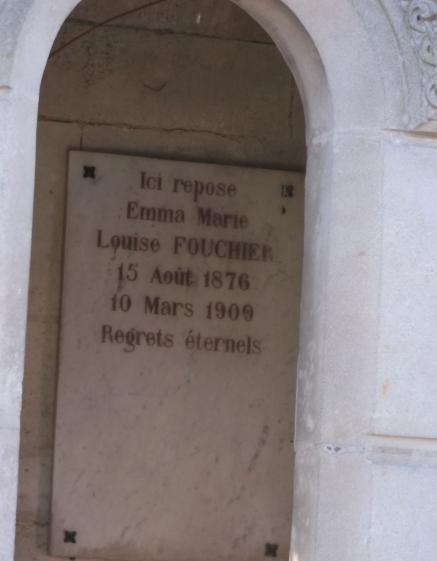 Ici repose
Emma Marie
Louise FOUCHIER
15 Août 1876
10 Mars 1909
Regrets éternels